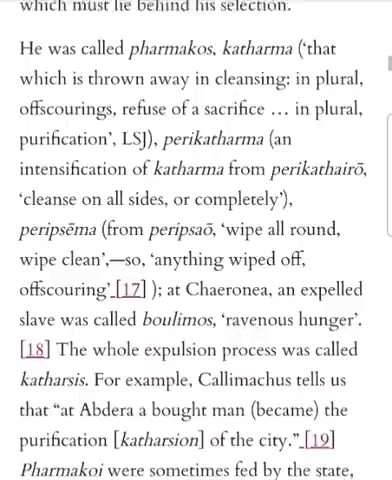 which must lie behind his selection.
He was called pharmakos, katharma (‘that
which is thrown away in cleansing: in plural,
offscourings, refuse of a sacrifice … in plural,
purification’, LSJ), perikatharma (an
intensification of katharma from perikathairō,
‘cleanse on all sides, or completely’),
peripsēma (from peripsaō, ‘wipe all round,
wipe clean’,—so, ‘anything wiped off,
offscouring’ [17] ); at Chaeronea, an expelled
slave was called boulimos, ‘ravenous hunger’.
[18] The whole expulsion process was called
katharsis. For example, Callimachus tells us
that “at Abdera a bought man (became) the
purification [katharsion] of the city.” [19]
Pharmakoi were sometimes fed by the state,